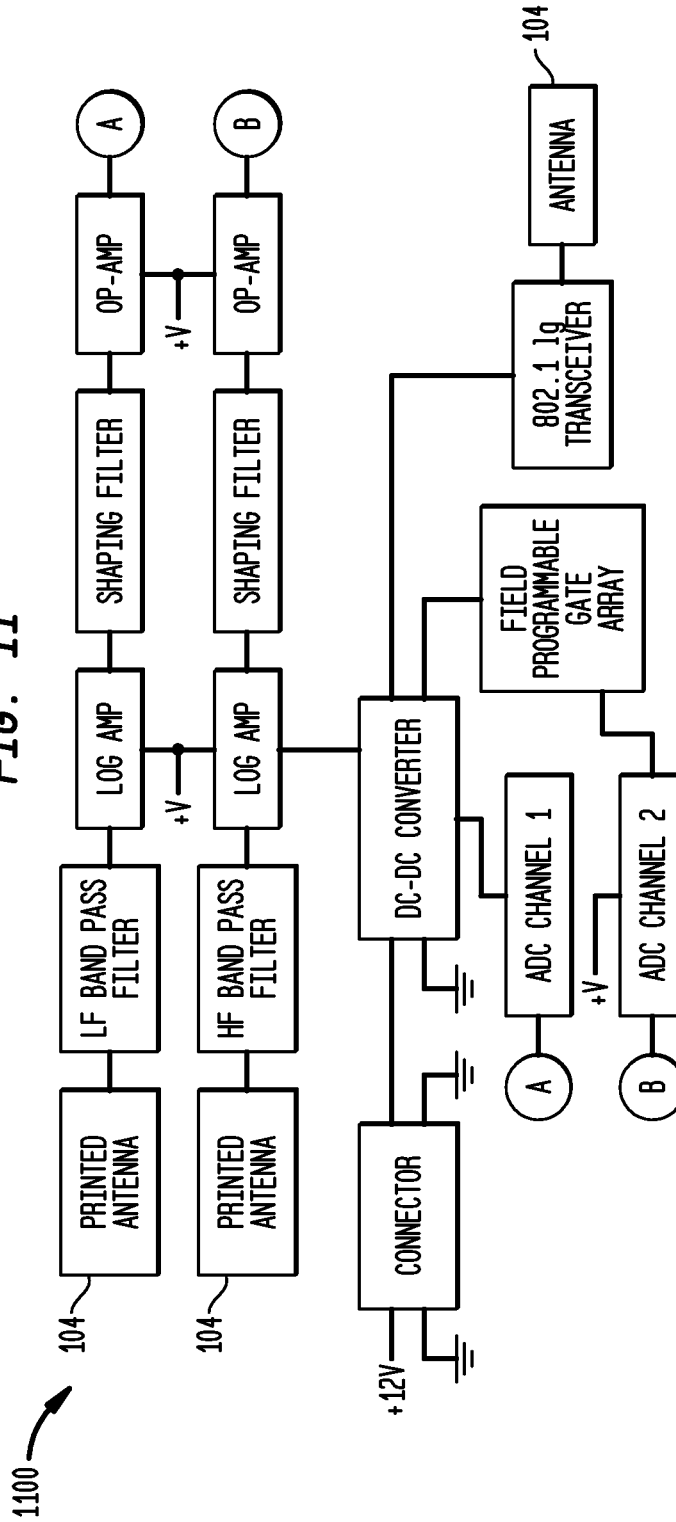 FIG. 11
1100
104
PRINTED
ANTENNA
LF BAND PASS
FILTER
LOG AMP
SHAPING FILTER
OP-AMP
A
+V
+V
104
PRINTED
ANTENNA
HF BAND PASS
FILTER
LOG AMP
SHAPING FILTER
OP-AMP
B
+12V
CONNECTOR
DC-DC CONVERTER
802.1 lg
TRANSCEIVER
ANTENNA
104
FIELD
PROGRAMMABLE
GATE
ARRAY
A
ADC CHANNEL 1
+V
B
ADC CHANNEL 2